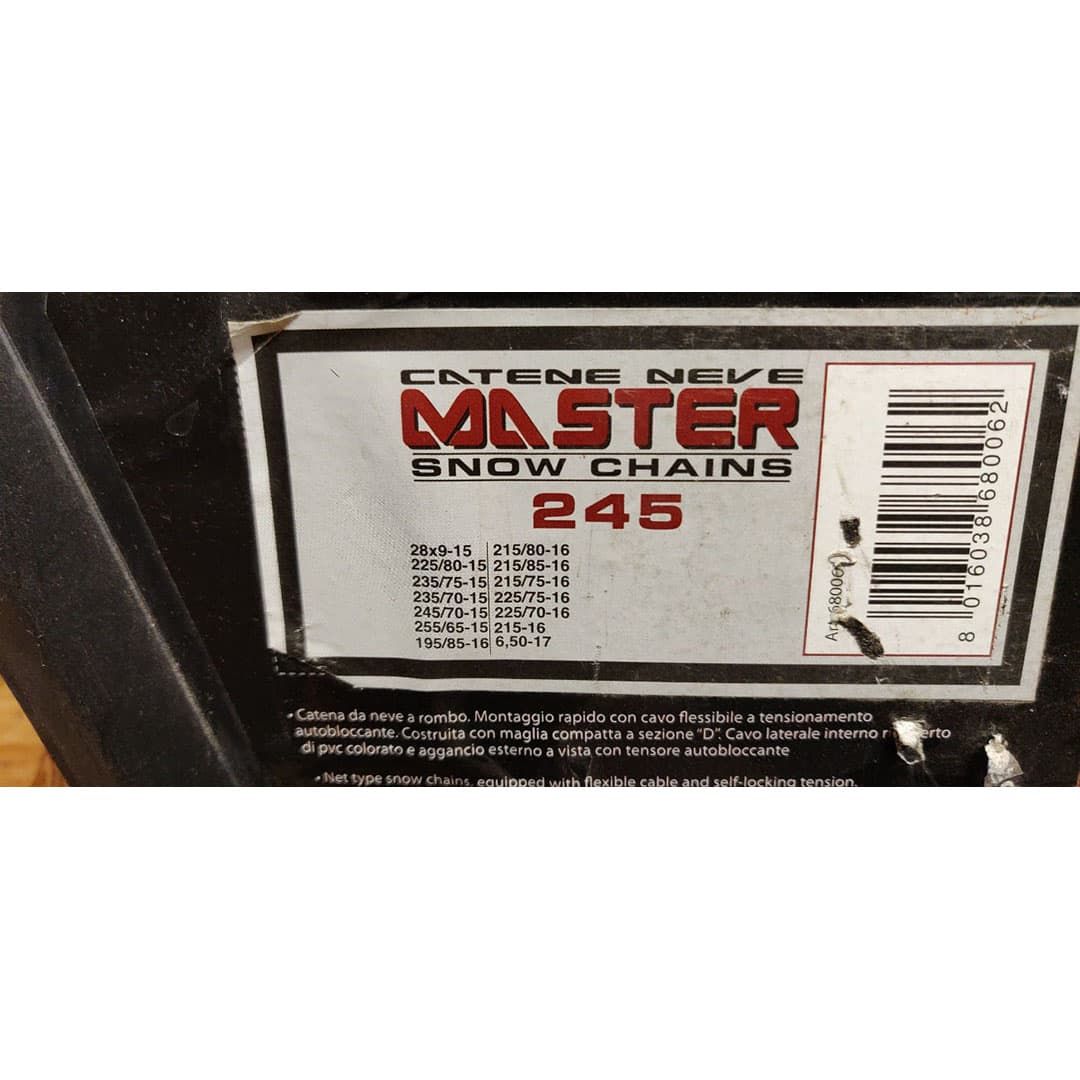 CATENE NEVE
MASTER
SNOW CHAINS
245
28x9-15 215/80-16
225/80-15 215/85-16
235/75-15 215/75-16
235/70-15 225/75-16
245/70-15 225/70-16
255/65-15 215-16
195/85-16 6,50-17
8 016038 680062
• Catena da neve a rombo. Montaggio rapido con cavo flessibile a tensionamento
autobloccante. Costruita con maglia compatta a sezione "D". Cavo laterale interno
di pvc colorato e aggancio esterno a vista con tensore autobloccante
• Net type snow chains, equipped with flexible cable and self-locking tension.